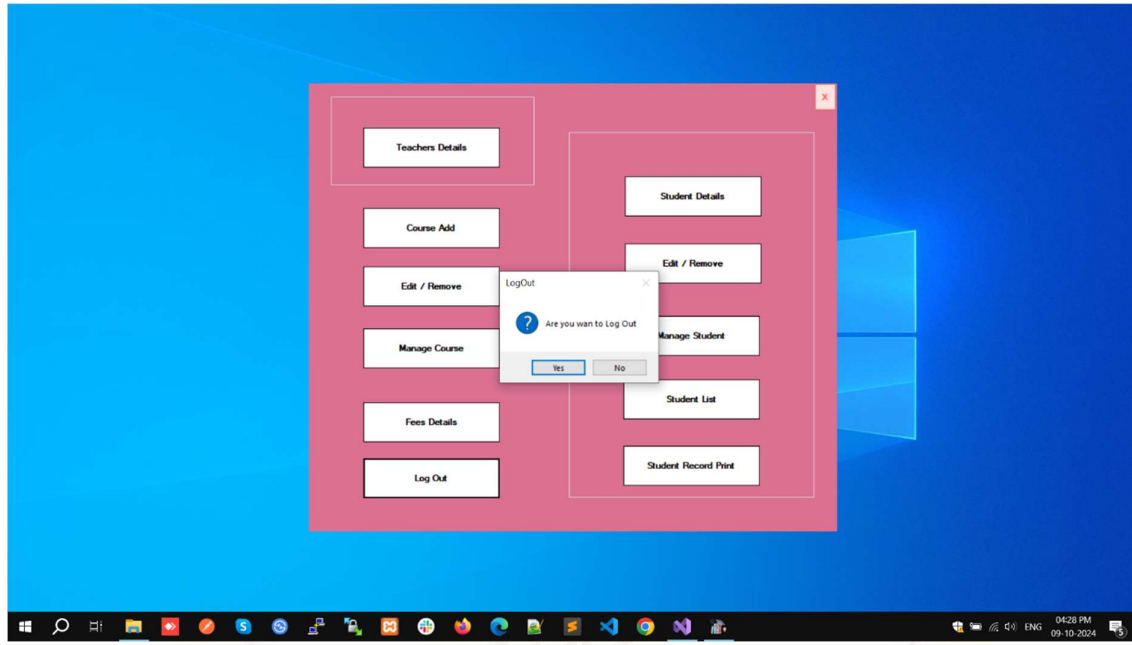 X
Teachers Details
Student Details
Course Add
Edit / Remove
Edit / Remove
LogOut
Are you wan to Log Out
Manage Student
Manage Course
Yes No
Student List
Fees Details
Student Record Print
Log Out
ENG
04:28 PM
09-10-2024
5